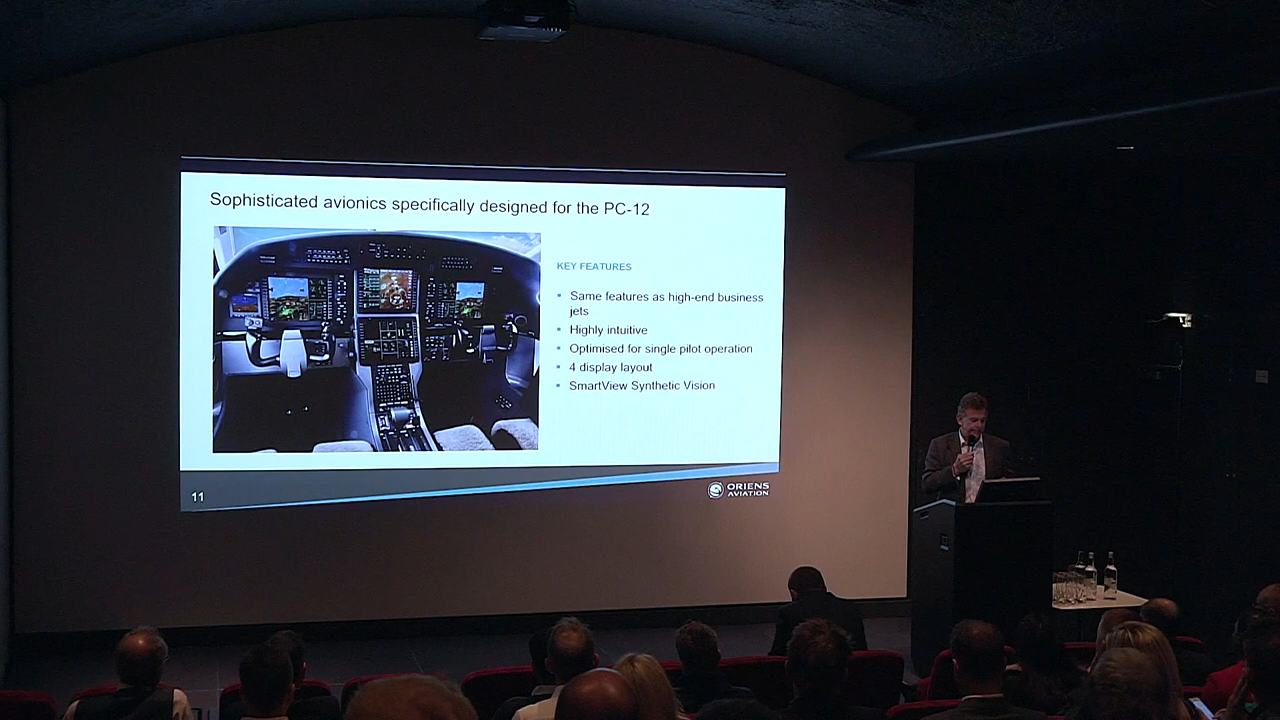 Sophisticated avionics specifically designed for the PC-12
KEY FEATURES
Same features as high-end business
jets
Highly intuitive
Optimised for single pilot operation
4 display layout
SmartView Synthetic Vision
11
ORIENS
AVIATION